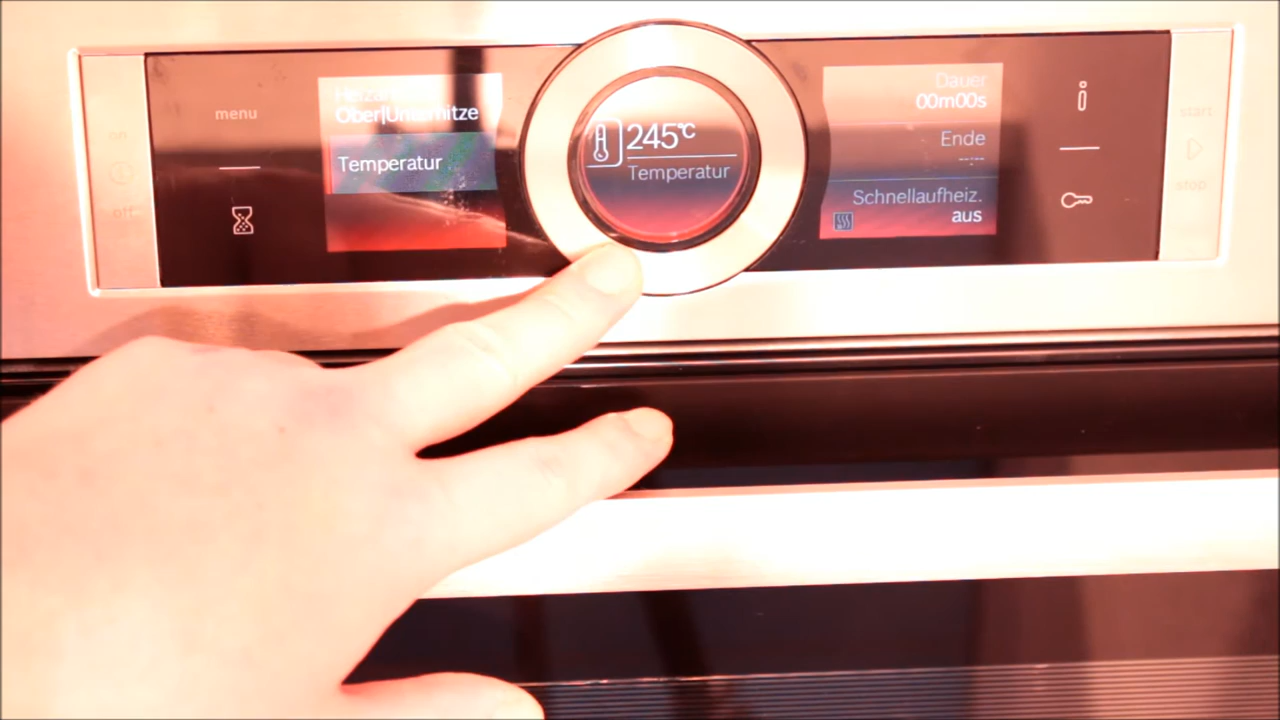 on
off
menu
Ober|Unterhitze
Temperatur
245°C
Temperatur
Dauer
00m00s
Ende
--:--
Schnellaufheiz.
aus
start
stop